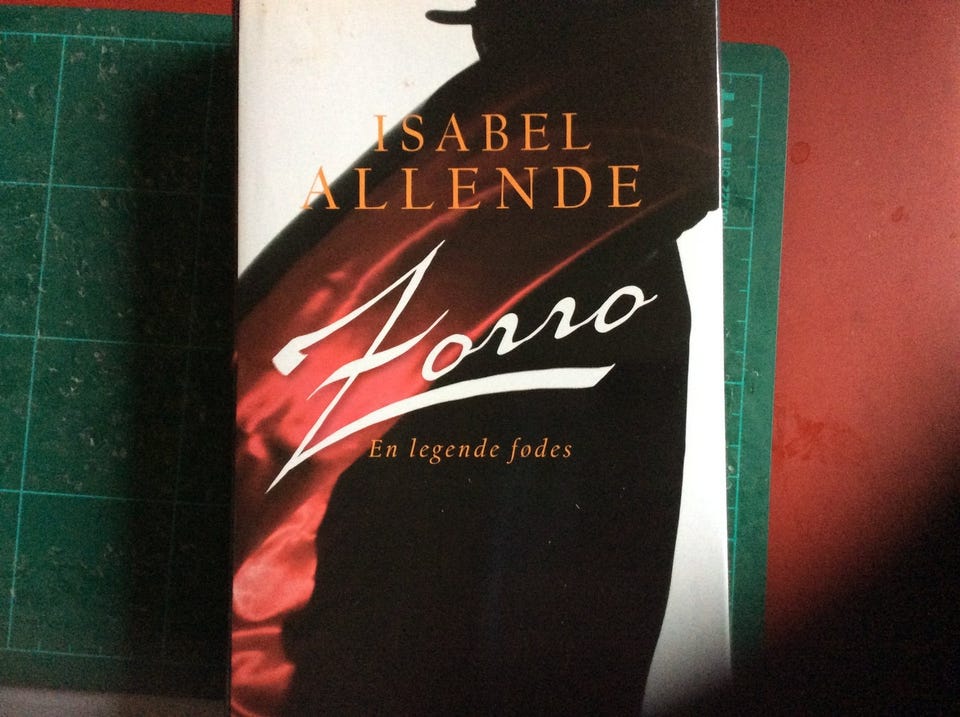 ISABEL
ALLENDE
Zorro
En legende fødes